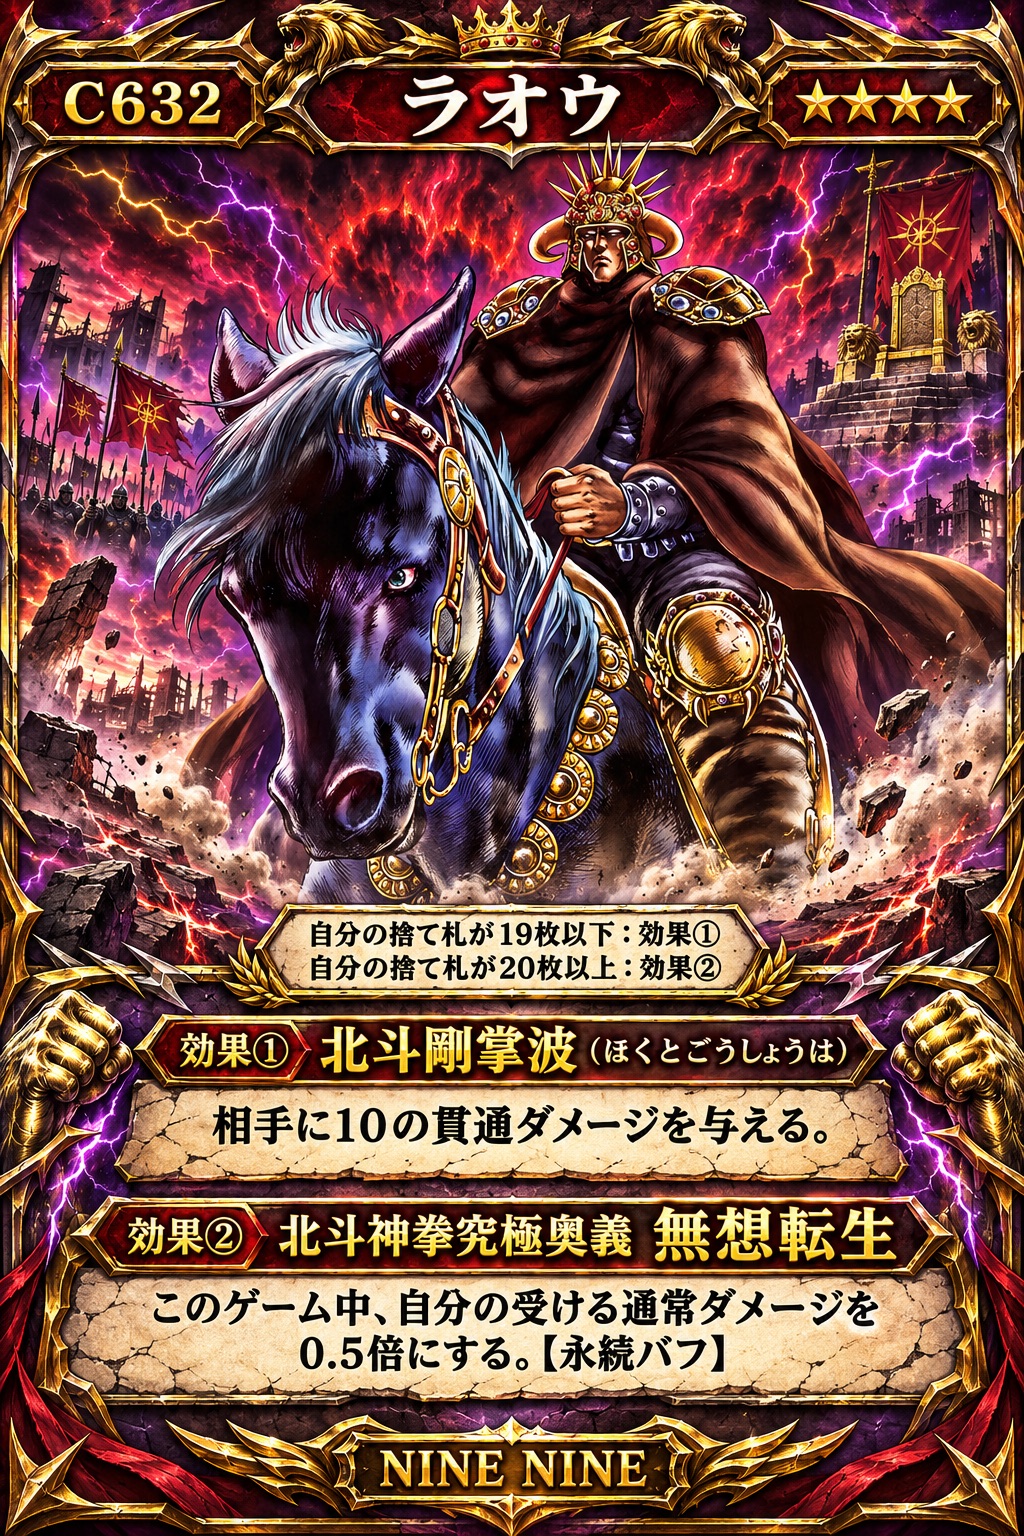 C632
ラオウ
★★★★
自分の捨て札が19枚以下：効果①
自分の捨て札が20枚以上：効果②
効果① 北斗剛掌波（ほくとごうしょうは）
相手に10の貫通ダメージを与える。
効果② 北斗神拳究極奥義 無想転生
このゲーム中、自分の受ける通常ダメージを
0.5倍にする。【永続バフ】
NINE NINE